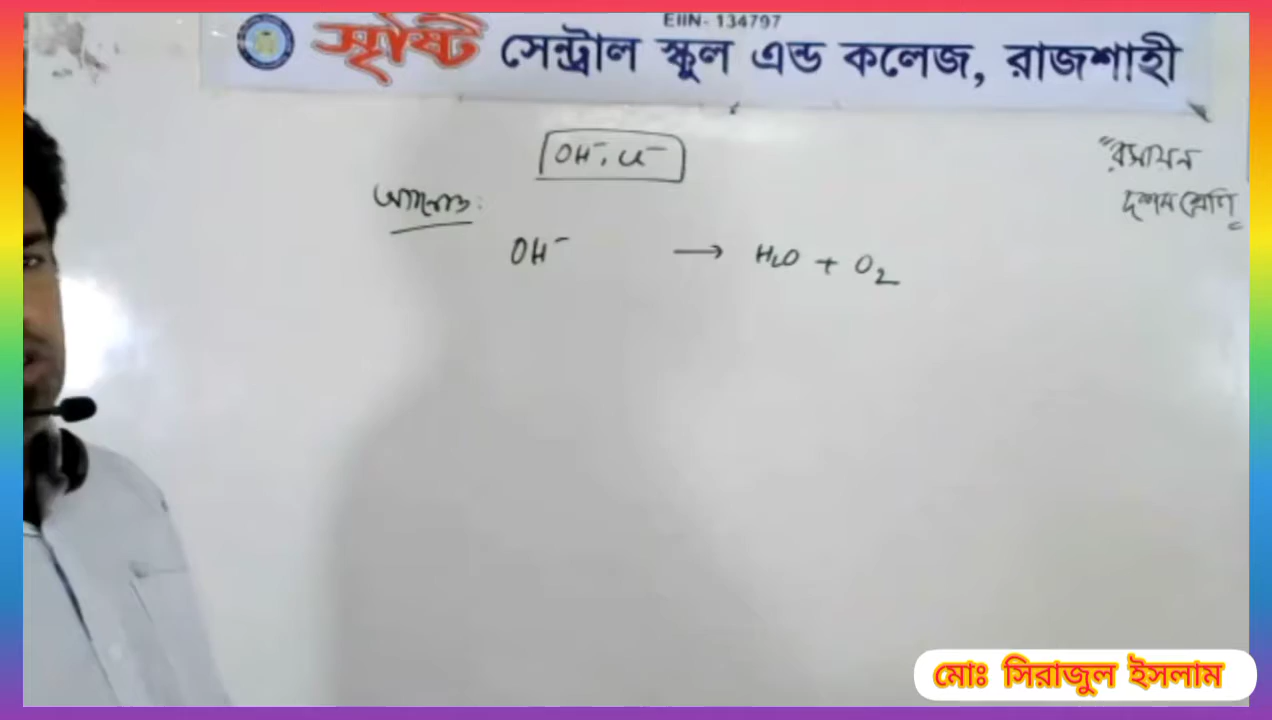 EIIN- 134797
সৃষ্টি সেন্ট্রাল স্কুল এন্ড কলেজ, রাজশাহী
OH⁻, Cl⁻
"রসায়ন
দশম শ্রেণি"
অ্যানোড:
OH⁻ → H₂O + O₂
মোঃ সিরাজুল ইসলাম